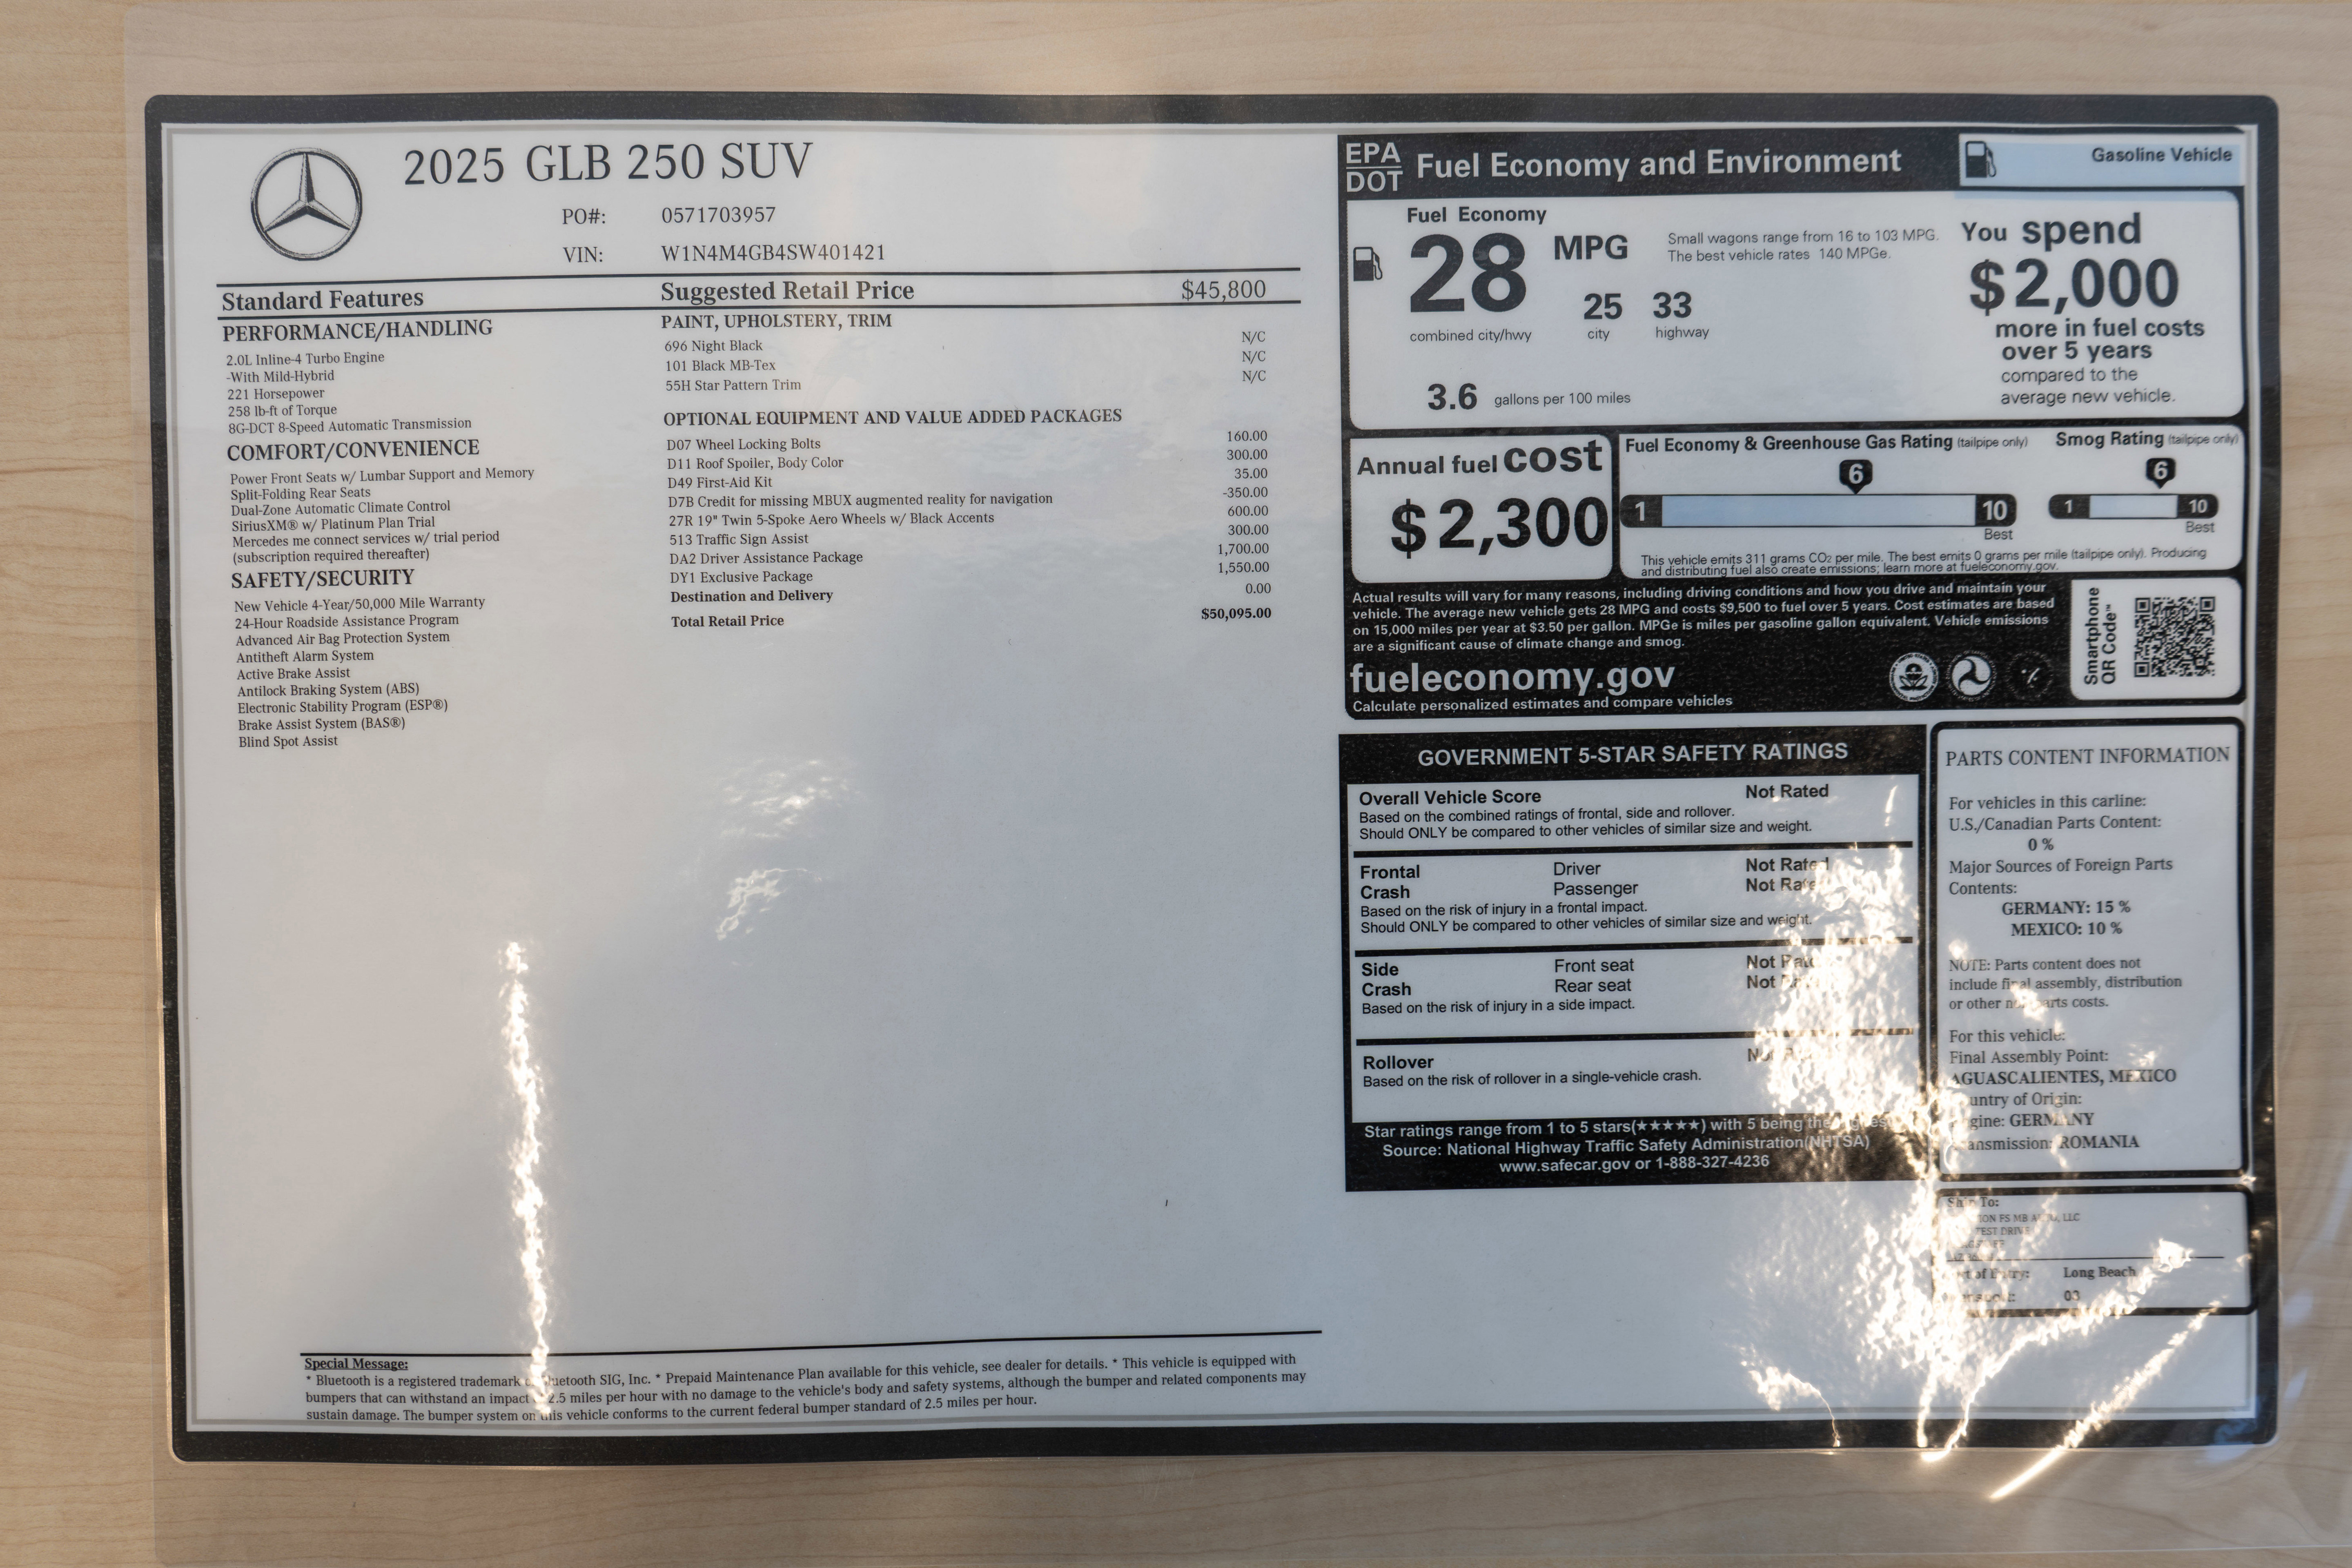 2025 GLB 250 SUV
PO#: 0571703957
VIN: W1N4M4GB4SW401421
Standard Features
PERFORMANCE/HANDLING
2.0L Inline-4 Turbo Engine
-With Mild-Hybrid
221 Horsepower
258 lb-ft of Torque
8G-DCT 8-Speed Automatic Transmission
COMFORT/CONVENIENCE
Power Front Seats w/ Lumbar Support and Memory
Split-Folding Rear Seats
Dual-Zone Automatic Climate Control
SiriusXM® w/ Platinum Plan Trial
Mercedes me connect services w/ trial period
(subscription required thereafter)
SAFETY/SECURITY
New Vehicle 4-Year/50,000 Mile Warranty
24-Hour Roadside Assistance Program
Advanced Air Bag Protection System
Antitheft Alarm System
Active Brake Assist
Antilock Braking System (ABS)
Electronic Stability Program (ESP®)
Brake Assist System (BAS®)
Blind Spot Assist
Suggested Retail Price $45,800
PAINT, UPHOLSTERY, TRIM
696 Night Black N/C
101 Black MB-Tex N/C
55H Star Pattern Trim N/C
OPTIONAL EQUIPMENT AND VALUE ADDED PACKAGES
D07 Wheel Locking Bolts 160.00
D11 Roof Spoiler, Body Color 300.00
D49 First-Aid Kit 35.00
D7B Credit for missing MBUX augmented reality for navigation -350.00
27R 19" Twin 5-Spoke Aero Wheels w/ Black Accents 600.00
513 Traffic Sign Assist 300.00
DA2 Driver Assistance Package 1,700.00
DY1 Exclusive Package 1,550.00
Destination and Delivery 0.00
Total Retail Price $50,095.00
Special Message:
* Bluetooth is a registered trademark Bluetooth SIG, Inc. * Prepaid Maintenance Plan available for this vehicle, see dealer for details. * This vehicle is equipped with
bumpers that can withstand an impact 2.5 miles per hour with no damage to the vehicle's body and safety systems, although the bumper and related components may
sustain damage. The bumper system on this vehicle conforms to the current federal bumper standard of 2.5 miles per hour.
EPA
DOT
Fuel Economy and Environment
Gasoline Vehicle
Fuel Economy
28 MPG
combined city/hwy
25
city
33
highway
Small wagons range from 16 to 103 MPG.
The best vehicle rates 140 MPGe.
3.6 gallons per 100 miles
You spend
$2,000
more in fuel costs
over 5 years
compared to the
average new vehicle.
Annual fuel cost
$2,300
Fuel Economy & Greenhouse Gas Rating (tailpipe only)
6
1 10
Best
Smog Rating (tailpipe only)
6
1 10
Best
This vehicle emits 311 grams CO2 per mile. The best emits 0 grams per mile (tailpipe only). Producing
and distributing fuel also create emissions; learn more at fueleconomy.gov.
Actual results will vary for many reasons, including driving conditions and how you drive and maintain your
vehicle. The average new vehicle gets 28 MPG and costs $9,500 to fuel over 5 years. Cost estimates are based
on 15,000 miles per year at $3.50 per gallon. MPGe is miles per gasoline gallon equivalent. Vehicle emissions
are a significant cause of climate change and smog.
fueleconomy.gov
Calculate personalized estimates and compare vehicles
Smartphone
QR Code™
GOVERNMENT 5-STAR SAFETY RATINGS
Overall Vehicle Score Not Rated
Based on the combined ratings of frontal, side and rollover.
Should ONLY be compared to other vehicles of similar size and weight.
Frontal Driver Not Rated
Crash Passenger Not Rated
Based on the risk of injury in a frontal impact.
Should ONLY be compared to other vehicles of similar size and weight.
Side Front seat Not Rated
Crash Rear seat Not
Based on the risk of injury in a side impact.
Rollover
Based on the risk of rollover in a single-vehicle crash.
Star ratings range from 1 to 5 stars(★★★★★) with 5 being the
Source: National Highway Traffic Safety Administration(NHTSA)
www.safecar.gov or 1-888-327-4236
PARTS CONTENT INFORMATION
For vehicles in this carline:
U.S./Canadian Parts Content:
0 %
Major Sources of Foreign Parts
Contents:
GERMANY: 15 %
MEXICO: 10 %
NOTE: Parts content does not
include final assembly, distribution
or other parts costs.
For this vehicle:
Final Assembly Point:
AGUASCALIENTES, MEXICO
Country of Origin:
Engine: GERMANY
Transmission: ROMANIA
Ship To:
FS MB LLC
TEST DRIVE
Long Beach
03